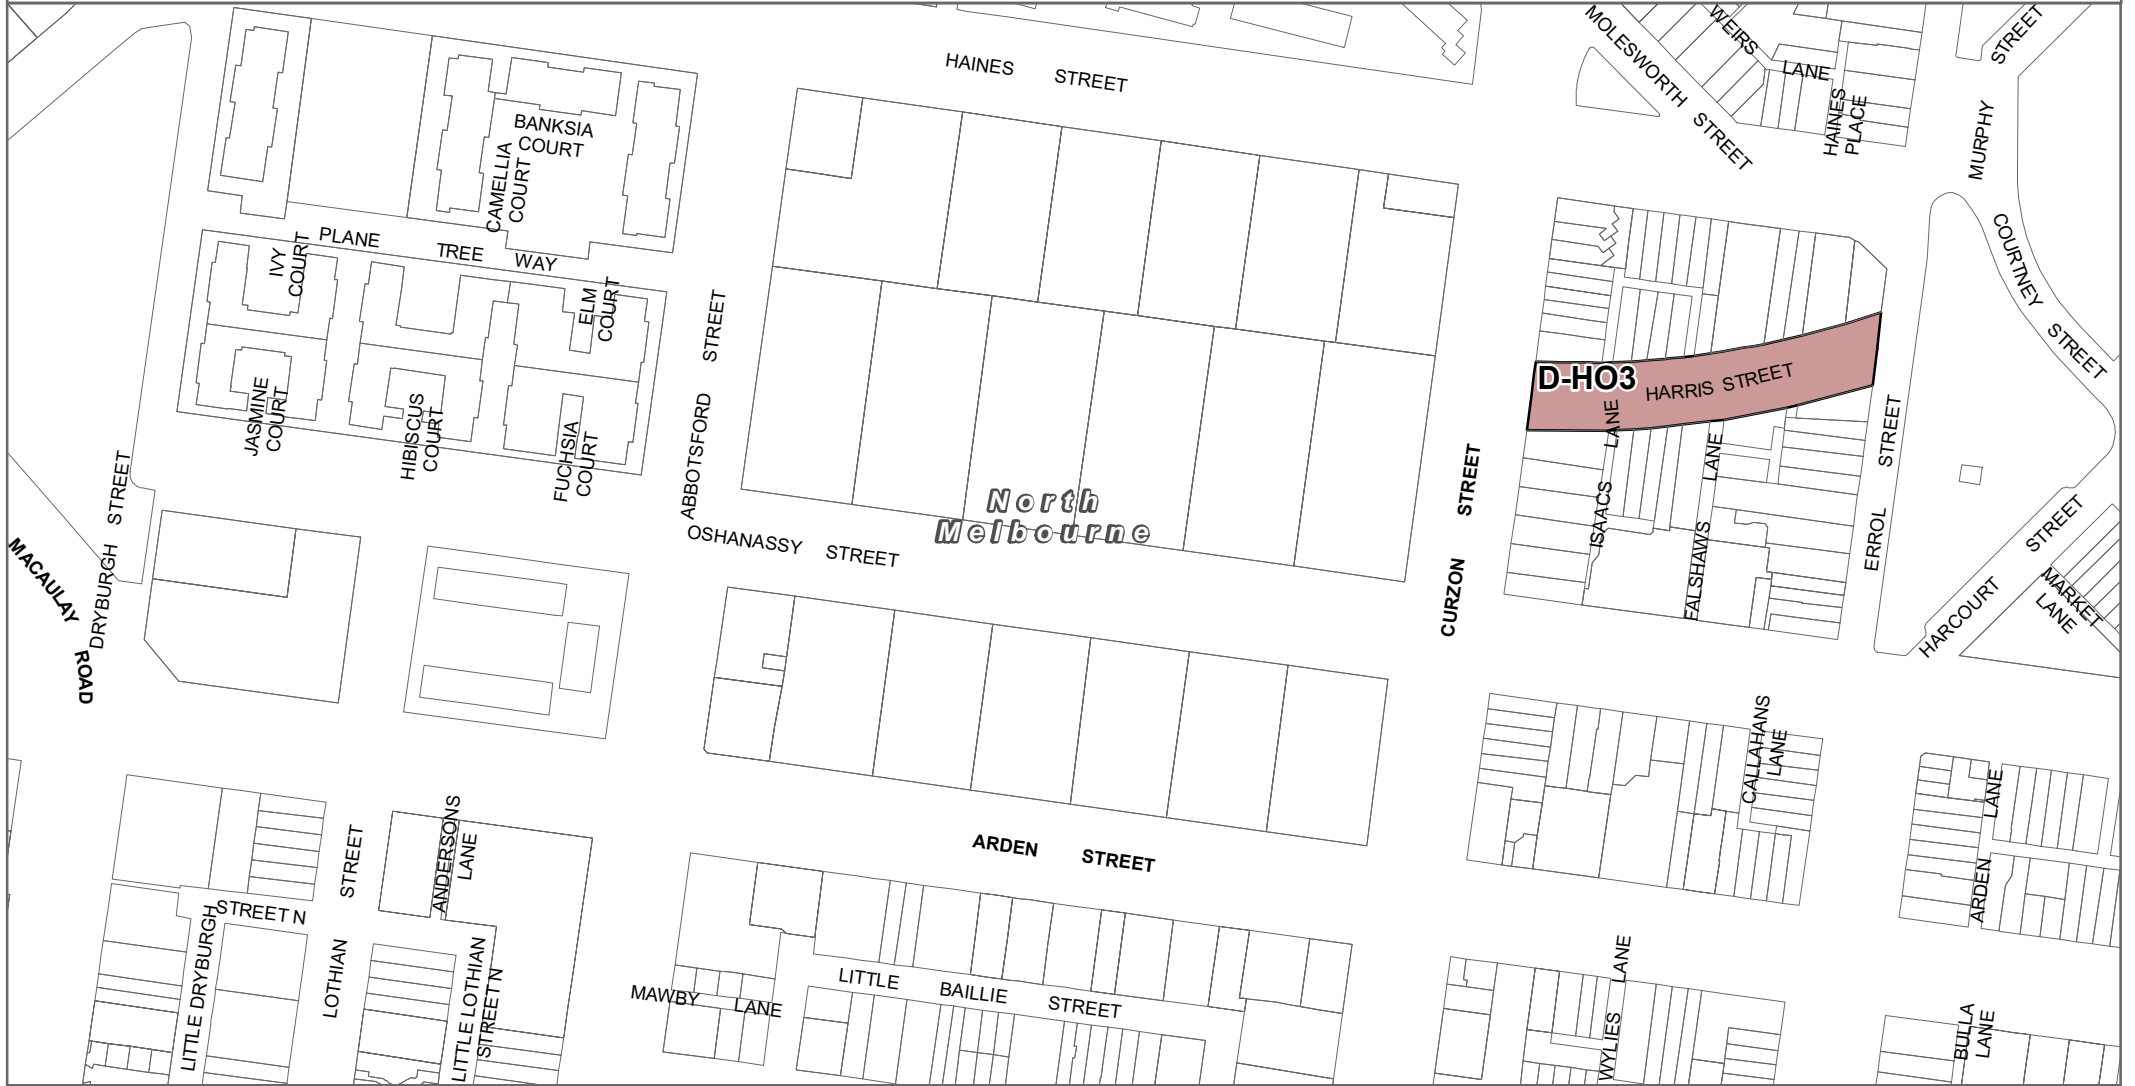 HAINES STREET
MOLESWORTH STREET
WEIRS
LANE
HAINES
PLACE
STREET
MURPHY
BANKSIA
COURT
CAMELLIA
COURT
PLANE TREE WAY
IVY
COURT
ELM
COURT
JASMINE
COURT
HIBISCUS
COURT
FUCHSIA
COURT
ABBOTSFORD STREET
COURTNEY STREET
D-HO3
HARRIS STREET
ISAACS LANE
FALSHAWS LANE
ERROL STREET
CURZON STREET
North
Melbourne
OSHANASSY STREET
HARCOURT STREET
MARKET
LANE
MACAULAY ROAD
DRYBURGH STREET
CALLAHANS
LANE
ARDEN STREET
ARDEN LANE
ANDERSONS
LANE
LOTHIAN STREET
LITTLE DRYBURGH
STREET N
LITTLE LOTHIAN
STREET N
MAWBY LANE
LITTLE BAILLIE STREET
WYLIES LANE
BULLA
LANE